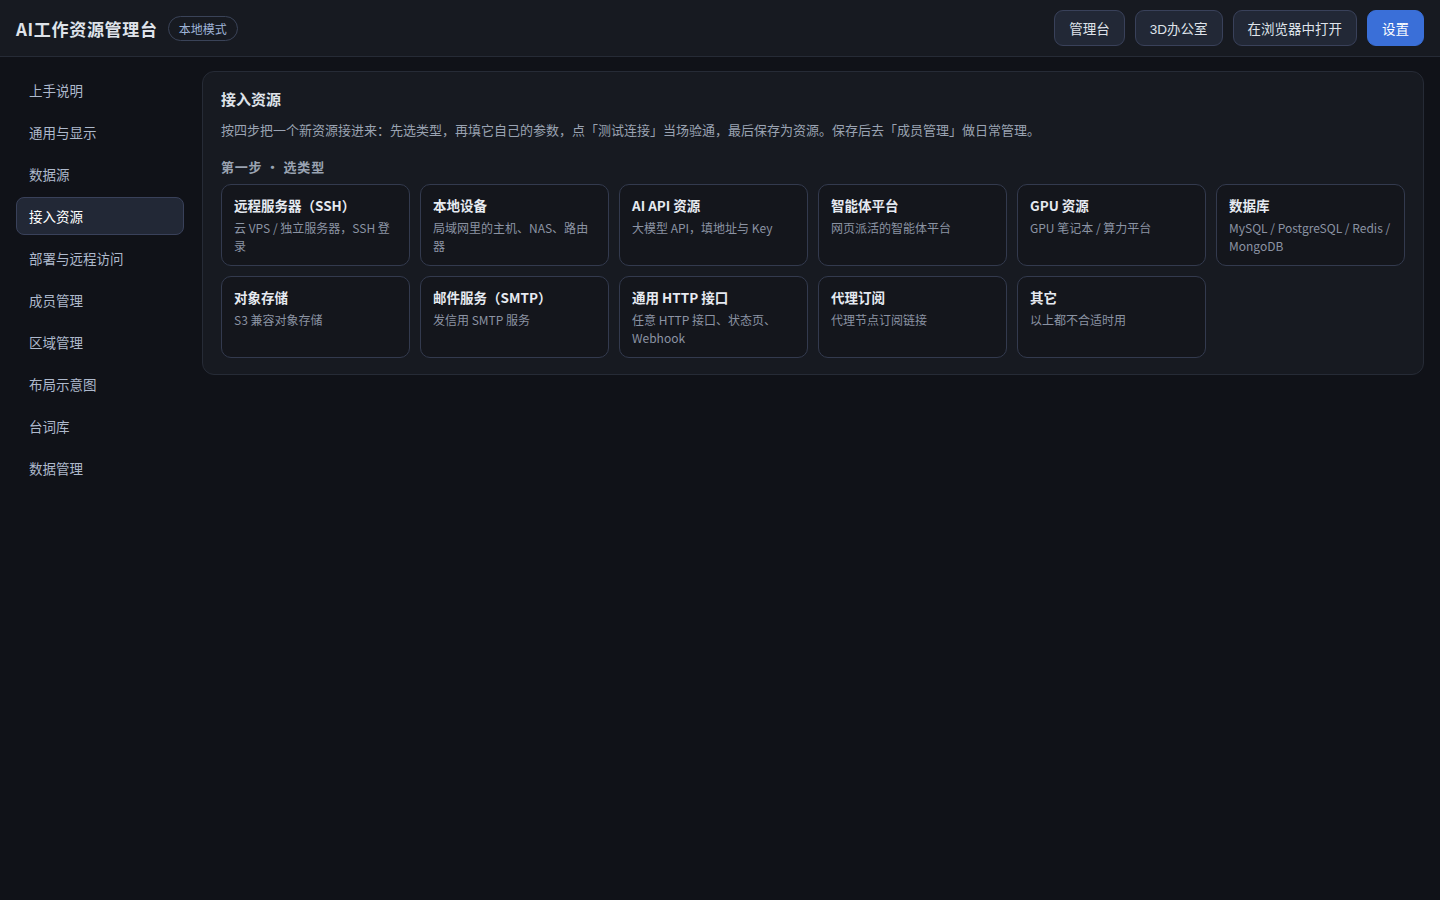 AI工作资源管理台
本地模式
管理台
3D办公室
在浏览器中打开
设置
上手说明
通用与显示
数据源
接入资源
部署与远程访问
成员管理
区域管理
布局示意图
台词库
数据管理
接入资源
按四步把一个新资源接进来：先选类型，再填它自己的参数，点「测试连接」当场验通，最后保存为资源。保存后去「成员管理」做日常管理。
第一步 · 选类型
远程服务器（SSH）
云 VPS / 独立服务器，SSH 登
录
本地设备
局域网里的主机、NAS、路由
器
AI API 资源
大模型 API，填地址与 Key
智能体平台
网页派活的智能体平台
GPU 资源
GPU 笔记本 / 算力平台
数据库
MySQL / PostgreSQL / Redis /
MongoDB
对象存储
S3 兼容对象存储
邮件服务（SMTP）
发信用 SMTP 服务
通用 HTTP 接口
任意 HTTP 接口、状态页、
Webhook
代理订阅
代理节点订阅链接
其它
以上都不合适时用